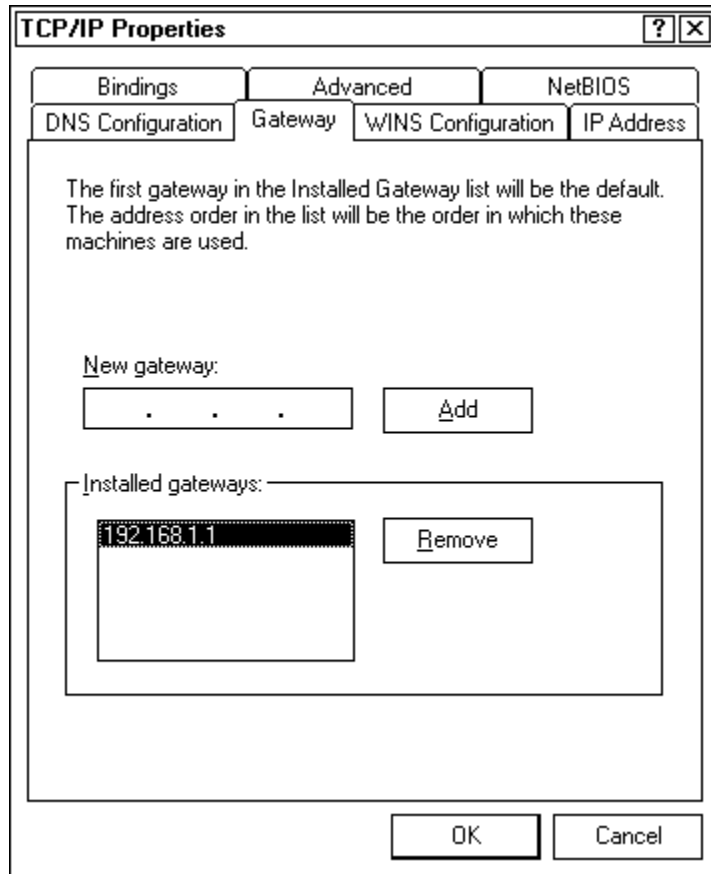 TCP/IP Properties
Bindings Advanced NetBIOS
DNS Configuration Gateway WINS Configuration IP Address
The first gateway in the Installed Gateway list will be the default.
The address order in the list will be the order in which these
machines are used.
New gateway:
. . . Add
Installed gateways:
192.168.1.1 Remove
OK Cancel